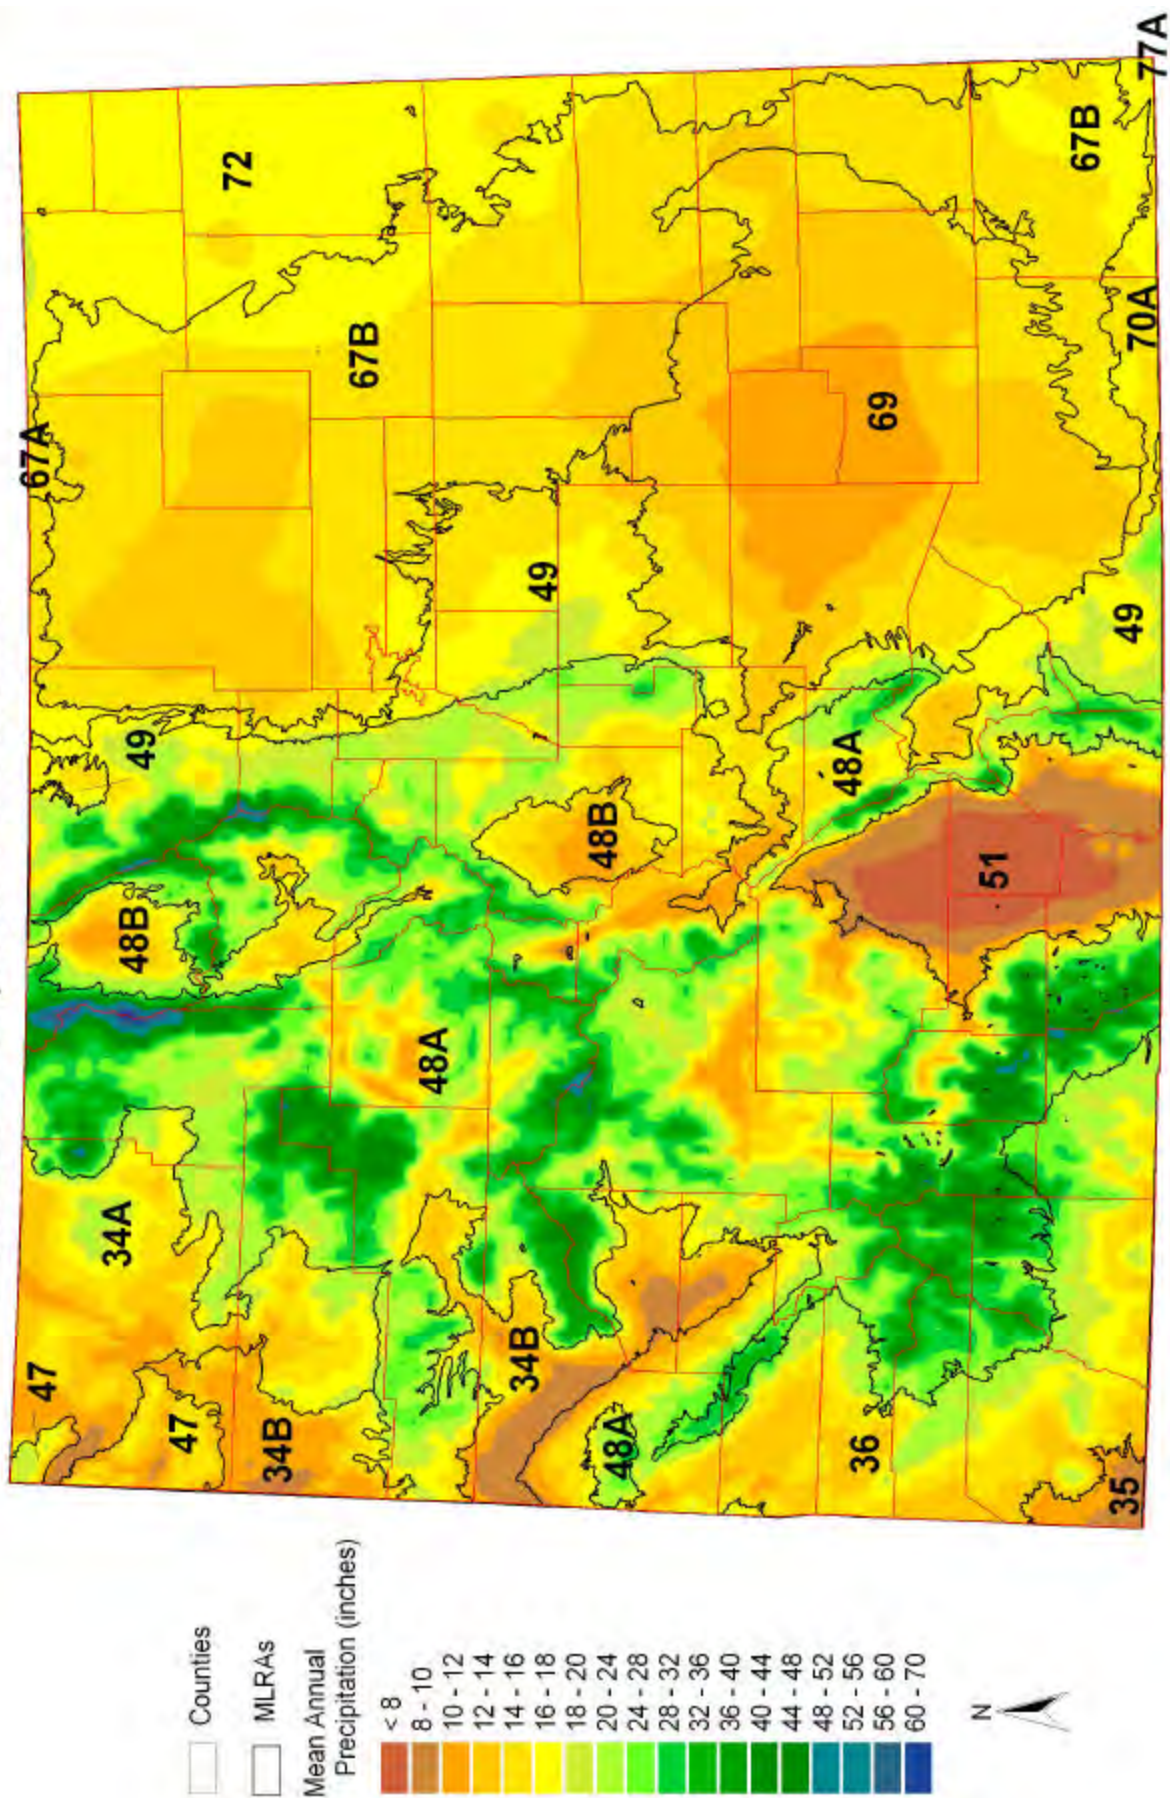 47
34A
67A
72
48B
49
47
34B
67B
48A
34B
48B
49
48A
69
36
48A
51
67B
35
49
70A
77A
Counties
MLRAs
Mean Annual
Precipitation (inches)
< 8
8 - 10
10 - 12
12 - 14
14 - 16
16 - 18
18 - 20
20 - 24
24 - 28
28 - 32
32 - 36
36 - 40
40 - 44
44 - 48
48 - 52
52 - 56
56 - 60
60 - 70
N